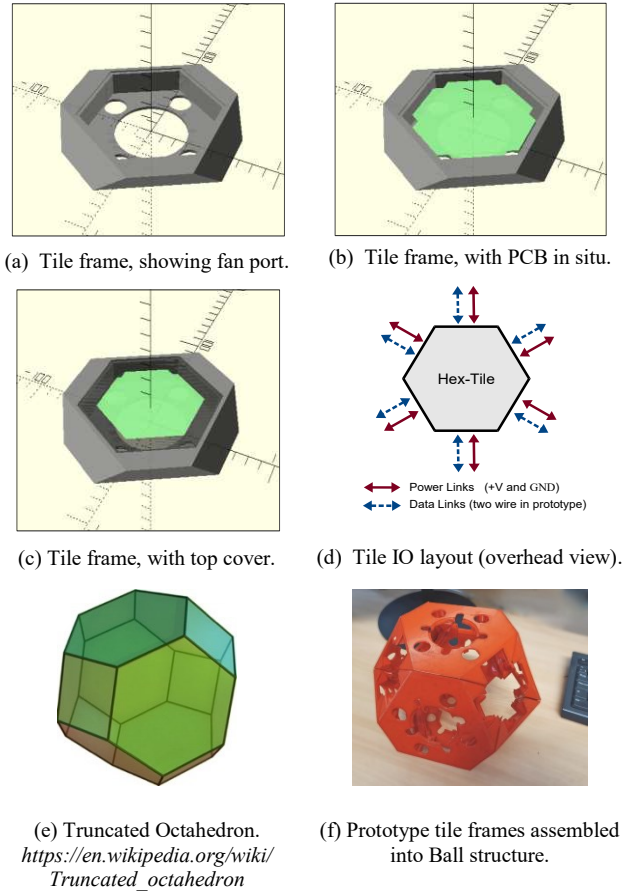 (a) Tile frame, showing fan port.
(b) Tile frame, with PCB in situ.
(c) Tile frame, with top cover.
Hex-Tile
Power Links (+V and GND)
Data Links (two wire in prototype)
(d) Tile IO layout (overhead view).
(e) Truncated Octahedron.
https://en.wikipedia.org/wiki/
Truncated_octahedron
(f) Prototype tile frames assembled
into Ball structure.